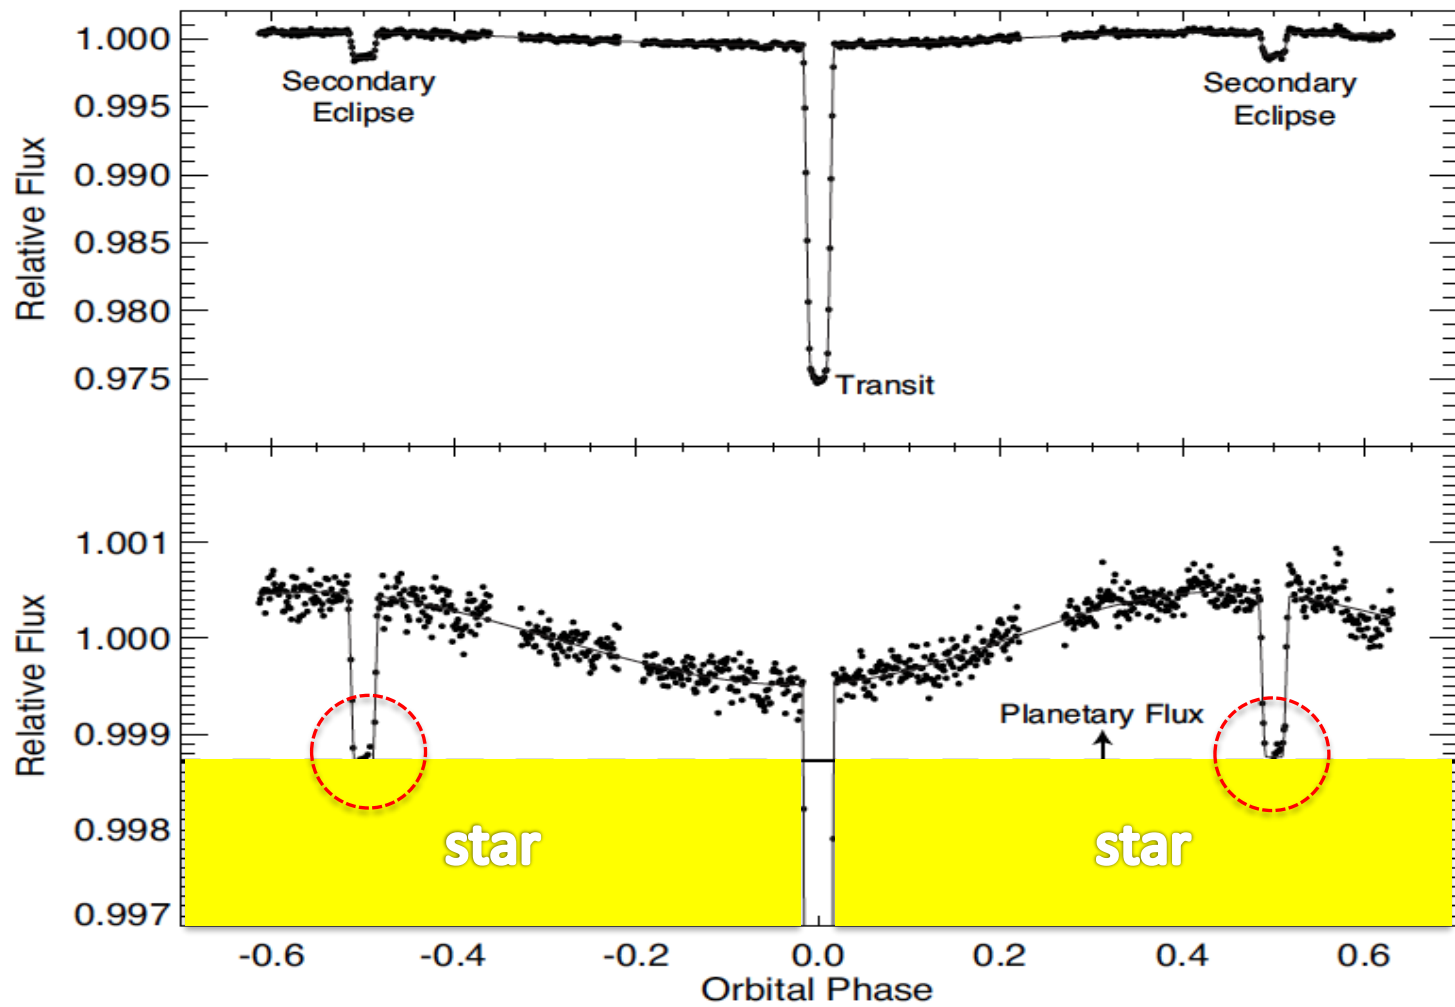 1.000
0.995
0.990
0.985
0.980
0.975
Relative Flux
Secondary
Eclipse
Secondary
Eclipse
Transit
1.001
1.000
0.999
0.998
0.997
Relative Flux
Planetary Flux
star
star
-0.6
-0.4
-0.2
0.0
0.2
0.4
0.6
Orbital Phase